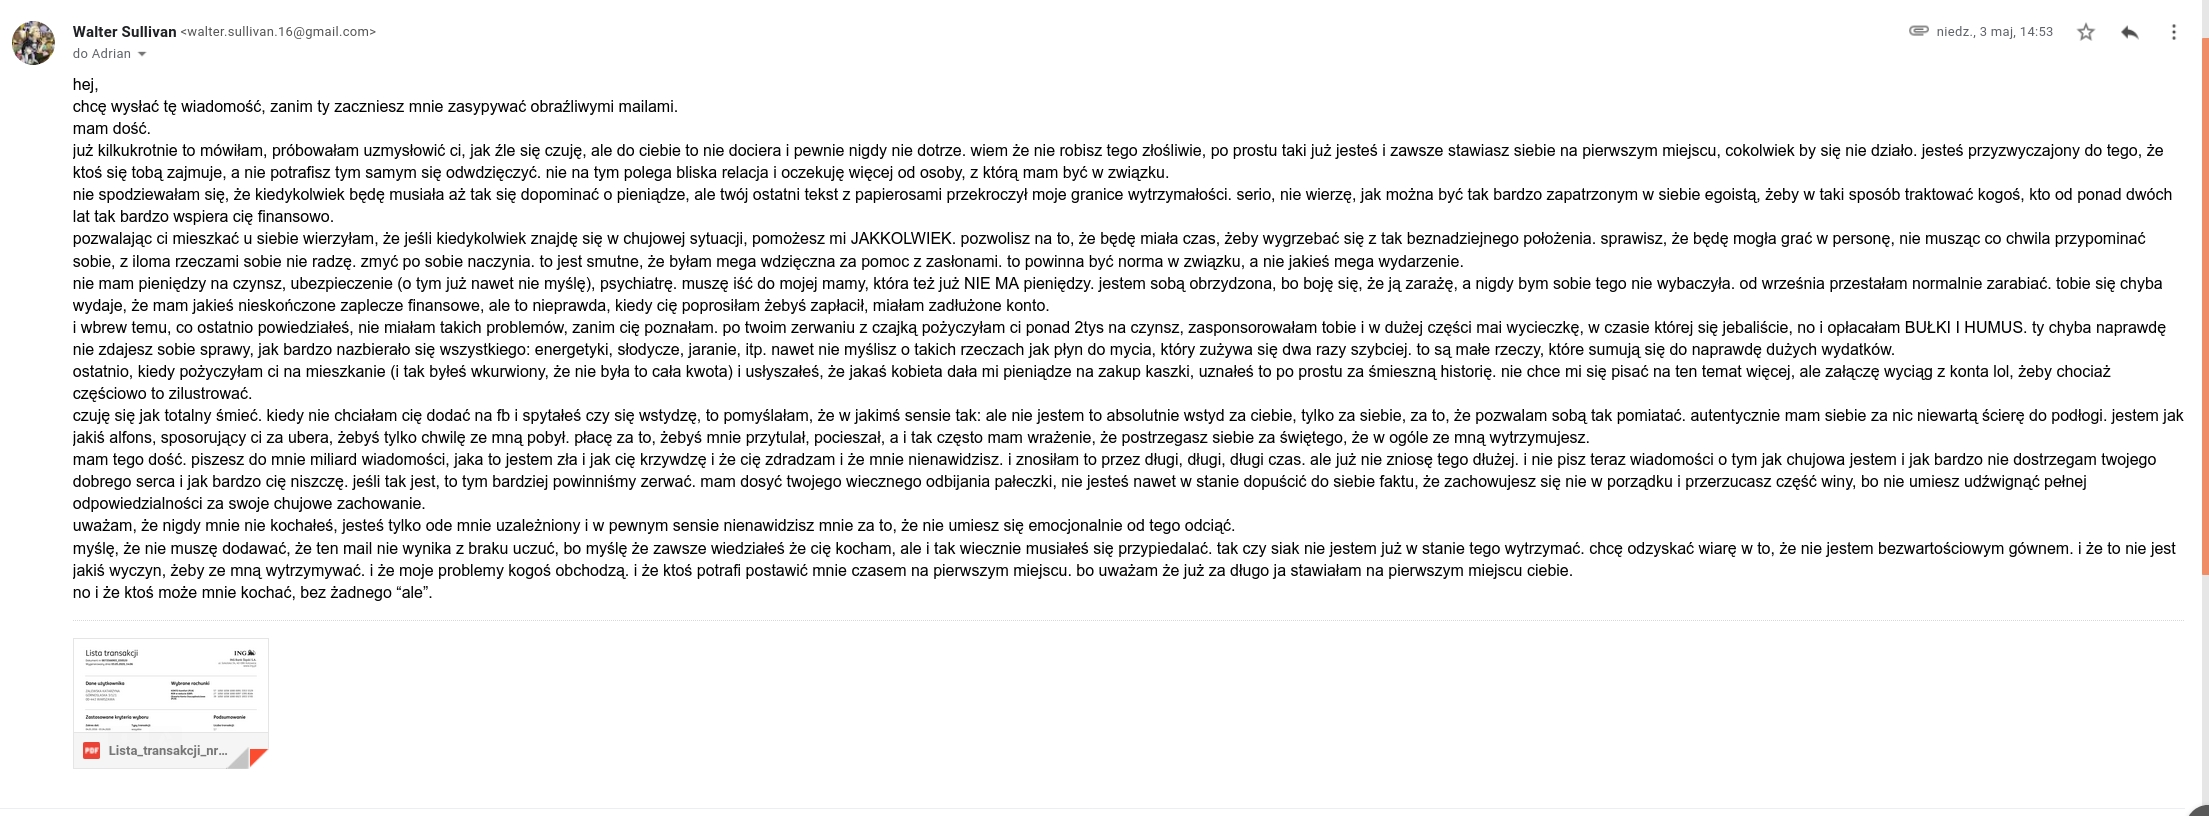 Walter Sullivan <walter.sullivan.16@gmail.com>
niedz., 3 maj, 14:53
do Adrian
hej,
chcę wysłać tę wiadomość, zanim ty zaczniesz mnie zasypywać obraźliwymi mailami.
mam dość.
już kilkukrotnie to mówiłam, próbowałam uzmysłowić ci, jak źle się czuję, ale do ciebie to nie dociera i pewnie nigdy nie dotrze. wiem że nie robisz tego złośliwie, po prostu taki już jesteś i zawsze stawiasz siebie na pierwszym miejscu, cokolwiek by się nie działo. jesteś przyzwyczajony do tego, że
ktoś się tobą zajmuje, a nie potrafisz tym samym się odwdzięczyć. nie na tym polega bliska relacja i oczekuję więcej od osoby, z którą mam być w związku.
nie spodziewałam się, że kiedykolwiek będę musiała aż tak się dopominać o pieniądze, ale twój ostatni tekst z papierosami przekroczył moje granice wytrzymałości. serio, nie wierzę, jak można być tak bardzo zapatrzonym w siebie egoistą, żeby w taki sposób traktować kogoś, kto od ponad dwóch
lat tak bardzo wspiera cię finansowo.
pozwalając ci mieszkać u siebie wierzyłam, że jeśli kiedykolwiek znajdę się w chujowej sytuacji, pomożesz mi JAKKOLWIEK. pozwolisz na to, że będę miała czas, żeby wygrzebać się z tak beznadziejnego położenia. sprawisz, że będę mogła grać w personę, nie musząc co chwila przypominać
sobie, z iloma rzeczami sobie nie radzę. zmyć po sobie naczynia. to jest smutne, że byłam mega wdzięczna za pomoc z zasłonami. to powinna być norma w związku, a nie jakieś mega wydarzenie.
nie mam pieniędzy na czynsz, ubezpieczenie (o tym już nawet nie myślę), psychiatrę. muszę iść do mojej mamy, która też już NIE MA pieniędzy. jestem sobą obrzydzona, bo boję się, że ją zarażę, a nigdy bym sobie tego nie wybaczyła. od września przestałam normalnie zarabiać. tobie się chyba
wydaje, że mam jakieś nieskończone zaplecze finansowe, ale to nieprawda, kiedy cię poprosiłam żebyś zapłacił, miałam zadłużone konto.
i wbrew temu, co ostatnio powiedziałeś, nie miałam takich problemów, zanim cię poznałam. po twoim zerwaniu z czajką pożyczyłam ci ponad 2tys na czynsz, zasponsorowałam tobie i w dużej części mai wycieczkę, w czasie której się jebaliście, no i opłacałam BUŁKI I HUMUS. ty chyba naprawdę
nie zdajesz sobie sprawy, jak bardzo nazbierało się wszystkiego: energetyki, słodycze, jaranie, itp. nawet nie myślisz o takich rzeczach jak płyn do mycia, który zużywa się dwa razy szybciej. to są małe rzeczy, które sumują się do naprawdę dużych wydatków.
ostatnio, kiedy pożyczyłam ci na mieszkanie (i tak byłeś wkurwiony, że nie była to cała kwota) i usłyszałeś, że jakaś kobieta dała mi pieniądze na zakup kaszki, uznałeś to po prostu za śmieszną historię. nie chce mi się pisać na ten temat więcej, ale załączę wyciąg z konta lol, żeby chociaż
częściowo to zilustrować.
czuję się jak totalny śmieć. kiedy nie chciałam cię dodać na fb i spytałeś czy się wstydzę, to pomyślałam, że w jakimś sensie tak: ale nie jestem to absolutnie wstyd za ciebie, tylko za siebie, za to, że pozwalam sobą tak pomiatać. autentycznie mam siebie za nic niewartą ścierę do podłogi. jestem jak
jakiś alfons, sposorujący ci za ubera, żebyś tylko chwilę ze mną pobył. płacę za to, żebyś mnie przytulał, pocieszał, a i tak często mam wrażenie, że postrzegasz siebie za świętego, że w ogóle ze mną wytrzymujesz.
mam tego dość. piszesz do mnie miliard wiadomości, jaka to jestem zła i jak cię krzywdzę i że cię zdradzam i że mnie nienawidzisz. i znosiłam to przez długi, długi, długi czas. ale już nie zniosę tego dłużej. i nie pisz teraz wiadomości o tym jak chujowa jestem i jak bardzo nie dostrzegam twojego
dobrego serca i jak bardzo cię niszczę. jeśli tak jest, to tym bardziej powinniśmy zerwać. mam dosyć twojego wiecznego odbijania pałeczki, nie jesteś nawet w stanie dopuścić do siebie faktu, że zachowujesz się nie w porządku i przerzucasz część winy, bo nie umiesz udźwignąć pełnej
odpowiedzialności za swoje chujowe zachowanie.
uważam, że nigdy mnie nie kochałeś, jesteś tylko ode mnie uzależniony i w pewnym sensie nienawidzisz mnie za to, że nie umiesz się emocjonalnie od tego odciąć.
myślę, że nie muszę dodawać, że ten mail nie wynika z braku uczuć, bo myślę że zawsze wiedziałeś że cię kocham, ale i tak wiecznie musiałeś się przypiedalać. tak czy siak nie jestem już w stanie tego wytrzymać. chcę odzyskać wiarę w to, że nie jestem bezwartościowym gównem. i że to nie jest
jakiś wyczyn, żeby ze mną wytrzymywać. i że moje problemy kogoś obchodzą. i że ktoś potrafi postawić mnie czasem na pierwszym miejscu. bo uważam że już za długo ja stawiałam na pierwszym miejscu ciebie.
no i że ktoś może mnie kochać, bez żadnego “ale”.
Lista transakcji
ING
Dane użytkownika
Wybrane rachunki
Zastosowane kryteria wyboru
Podsumowanie
PDF
Lista_transakcji_nr...